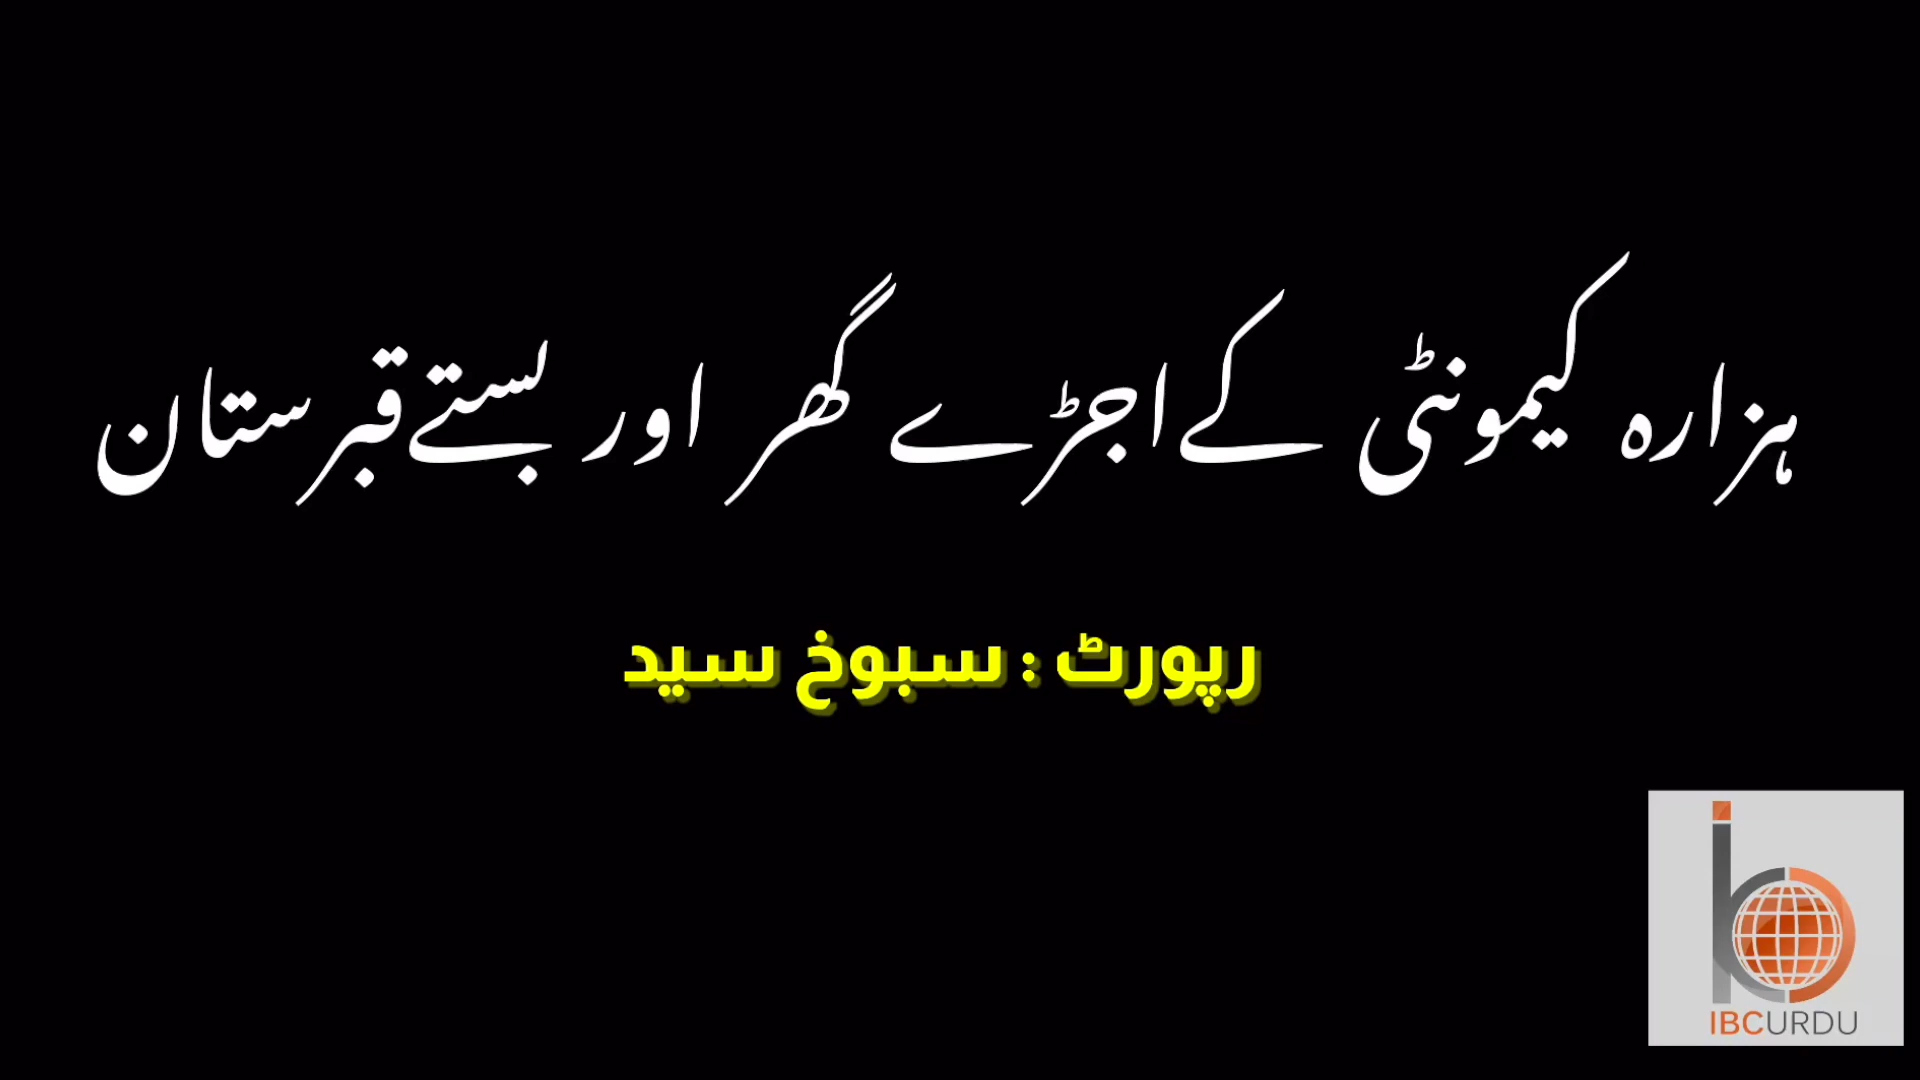 ہزارہ کیمونٹی کے اجڑے گھر اور بستے قبرستان
رپورٹ : سبوخ سید
IBCURDU